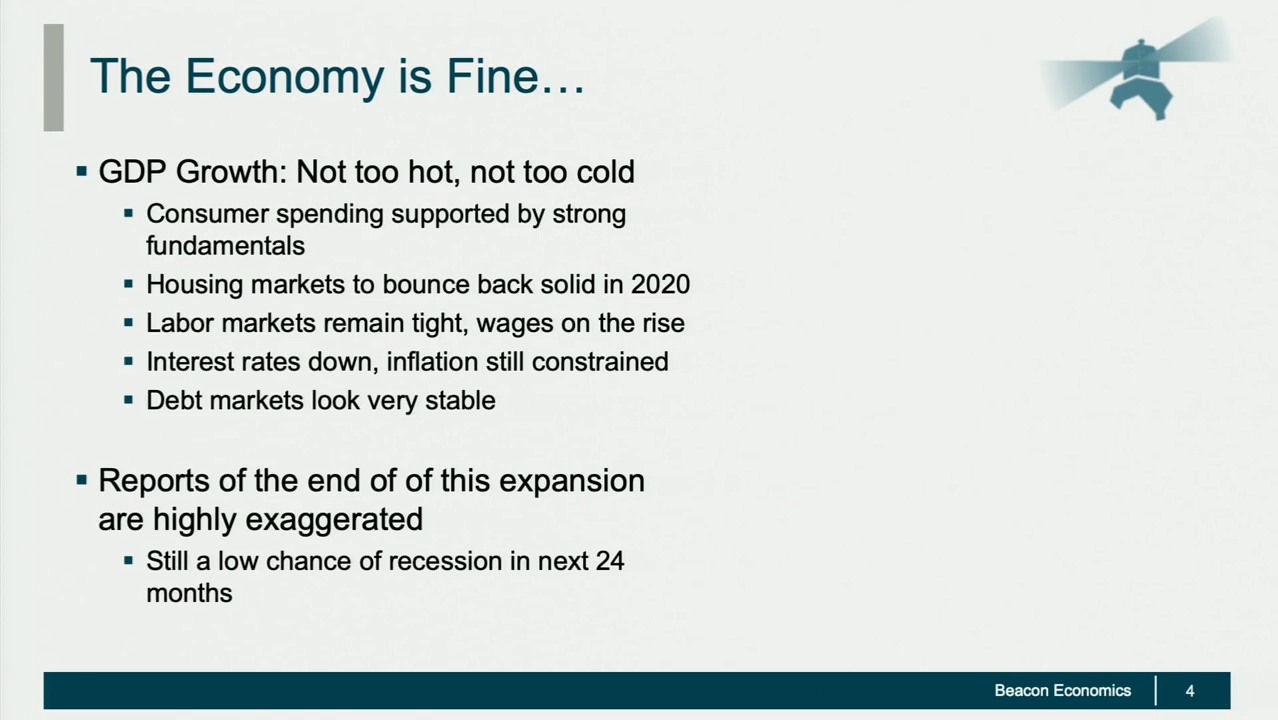 The Economy is Fine…
▪ GDP Growth: Not too hot, not too cold
▪ Consumer spending supported by strong
fundamentals
▪ Housing markets to bounce back solid in 2020
▪ Labor markets remain tight, wages on the rise
▪ Interest rates down, inflation still constrained
▪ Debt markets look very stable
▪ Reports of the end of of this expansion
are highly exaggerated
▪ Still a low chance of recession in next 24
months
Beacon Economics 4